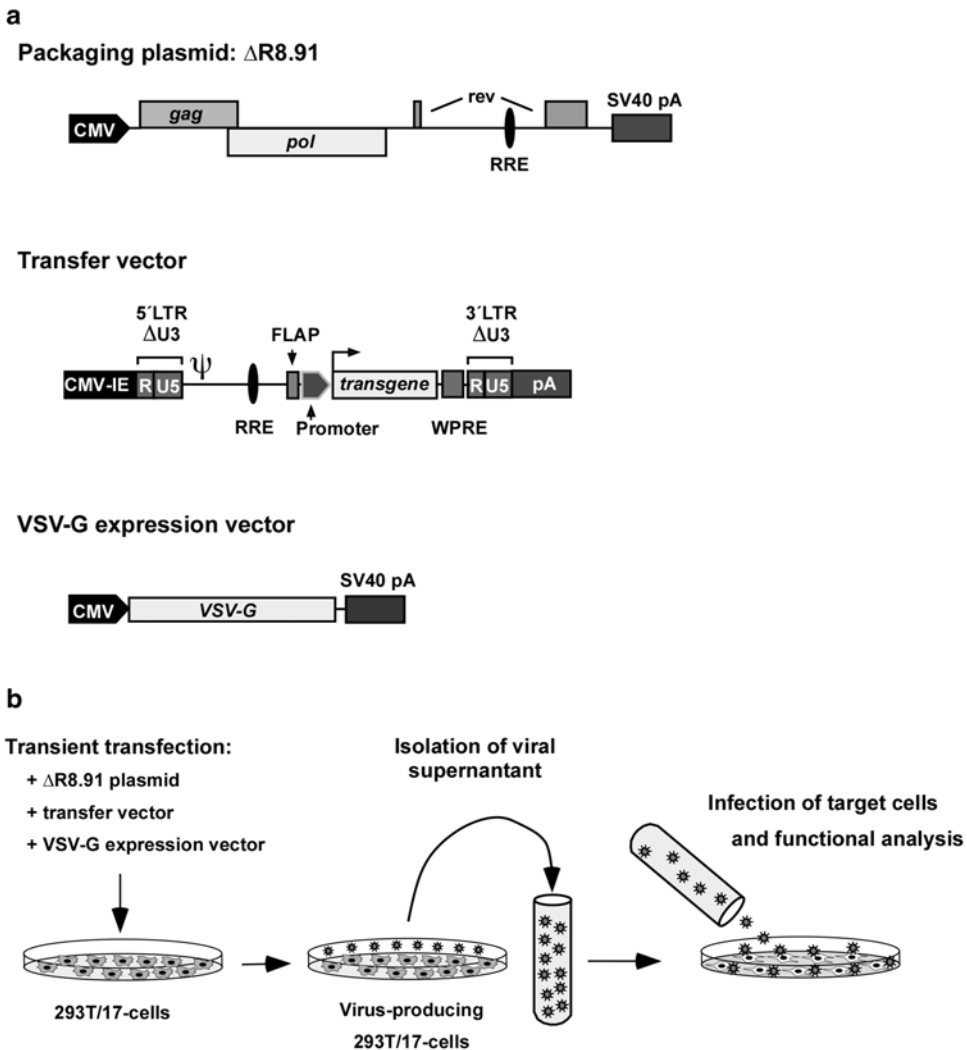 a
Packaging plasmid: ΔR8.91
CMV
gag
pol
rev
RRE
SV40 pA
Transfer vector
5´LTR
ΔU3
ψ
FLAP
3´LTR
ΔU3
CMV-IE
R
U5
transgene
R
U5
pA
RRE
Promoter
WPRE
VSV-G expression vector
CMV
VSV-G
SV40 pA
b
Transient transfection:
+ ΔR8.91 plasmid
+ transfer vector
+ VSV-G expression vector
Isolation of viral
supernantant
Infection of target cells
and functional analysis
293T/17-cells
Virus-producing
293T/17-cells